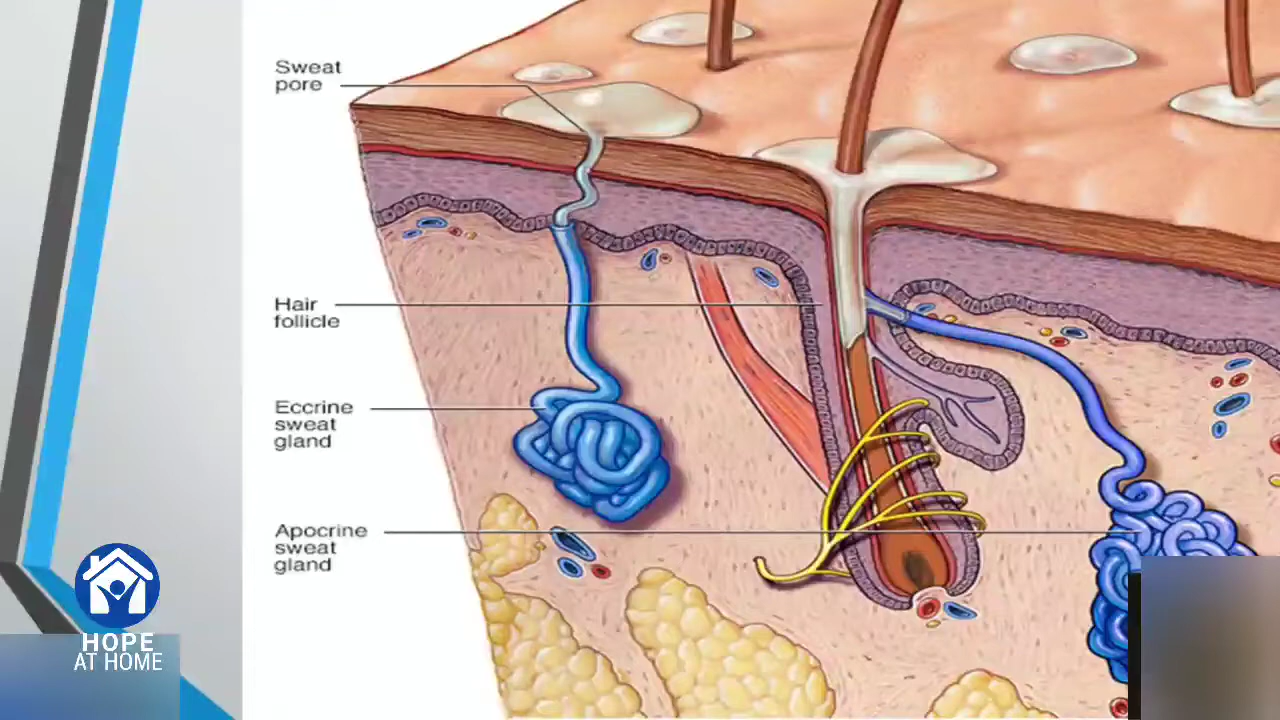 Sweat
pore
Hair
follicle
Eccrine
sweat
gland
Apocrine
sweat
gland
HOPE
AT HOME